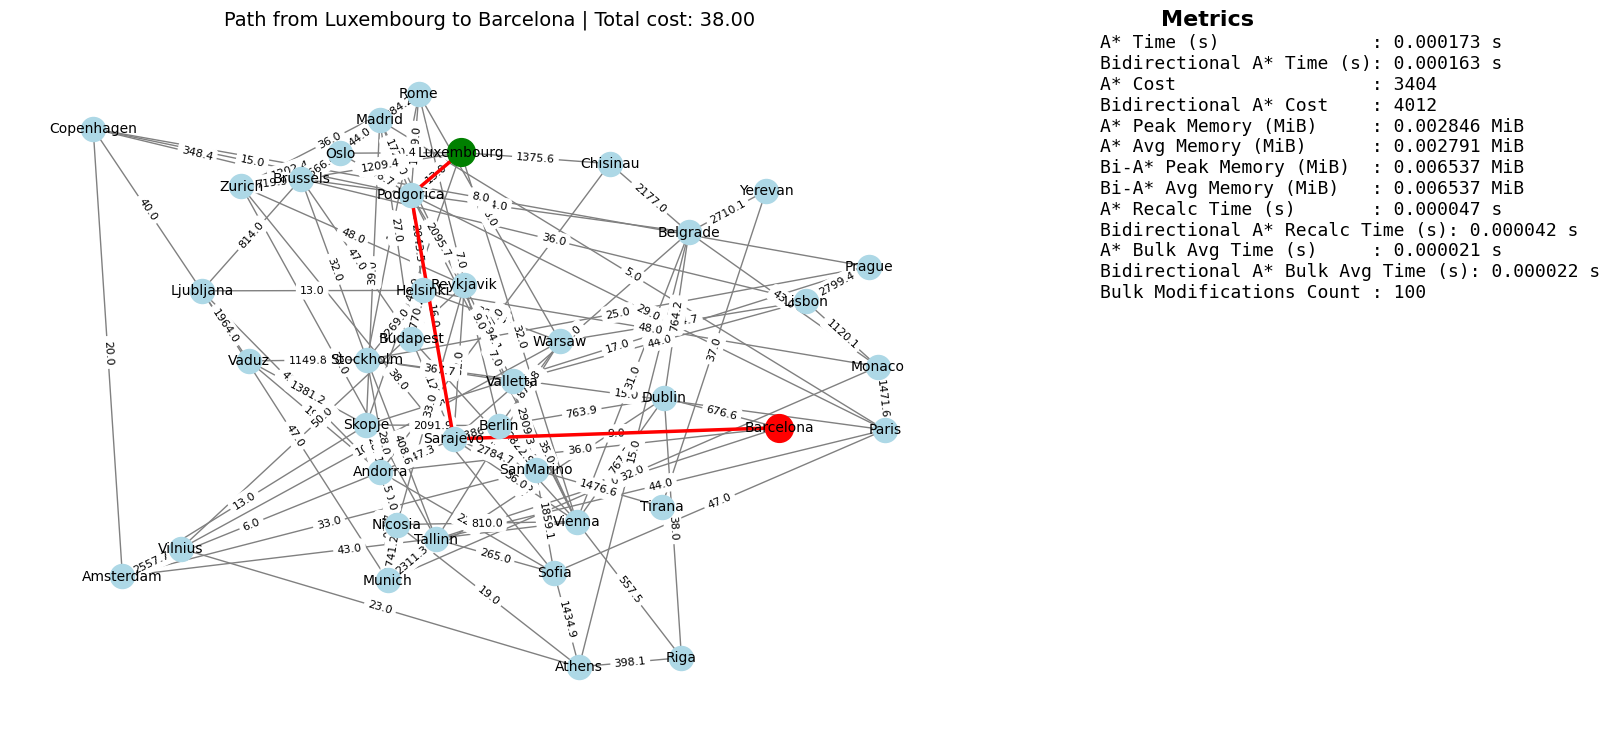 Path from Luxembourg to Barcelona | Total cost: 38.00
Metrics
A* Time (s) : 0.000173 s
Bidirectional A* Time (s): 0.000163 s
A* Cost : 3404
Bidirectional A* Cost : 4012
A* Peak Memory (MiB) : 0.002846 MiB
A* Avg Memory (MiB) : 0.002791 MiB
Bi-A* Peak Memory (MiB) : 0.006537 MiB
Bi-A* Avg Memory (MiB) : 0.006537 MiB
A* Recalc Time (s) : 0.000047 s
Bidirectional A* Recalc Time (s): 0.000042 s
A* Bulk Avg Time (s) : 0.000021 s
Bidirectional A* Bulk Avg Time (s): 0.000022 s
Bulk Modifications Count : 100
Rome
Madrid
Copenhagen
36.0
44.0
348.4
15.0
Oslo
Luxembourg
1375.6
Chisinau
1209.4
Zurich
Brussels
Podgorica
8.0
2177.0
Yerevan
2710.1
40.0
814.0
27.0
48.0
47.0
2095.7
7.0
36.0
Belgrade
32.0
5.0
Prague
2799.4
Ljubljana
13.0
Helsinki
Reykjavik
Lisbon
1964.0
9.0
32.0
25.0
29.0
48.0
764.2
1120.1
Budapest
Warsaw
17.0
44.0
20.0
37.0
Vaduz
1149.8
Stockholm
7.0
Monaco
38.0
Valletta
31.0
1381.2
Dublin
1471.6
50.0
33.0
763.9
676.6
Skopje
2091.9
Berlin
Barcelona
Paris
47.0
28.0
408.6
Sarajevo
2784.7
35.0
36.0
9.0
15.0
Andorra
SanMarino
36.0
32.0
1476.6
44.0
13.0
6.0
33.0
47.0
Nicosia
810.0
1859.1
Vienna
Tirana
38.0
Vilnius
43.0
Tallinn
265.0
Amsterdam
Munich
2311.3
Sofia
19.0
557.5
23.0
1434.9
Athens
398.1
Riga